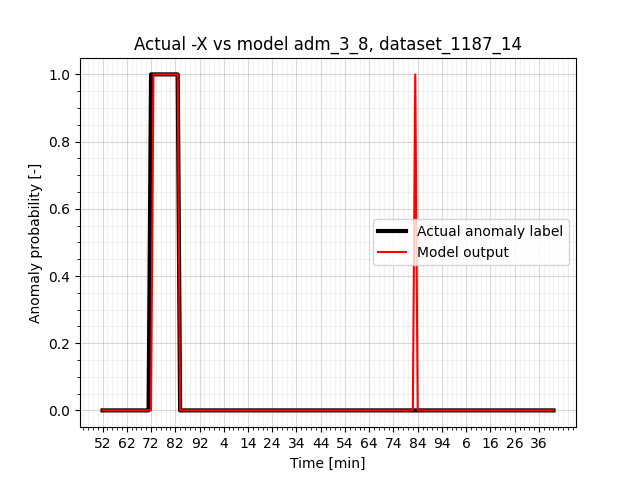 Actual -X vs model adm_3_8, dataset_1187_14
Anomaly probability [-]
1.0
0.8
0.6
0.4
0.2
0.0
Actual anomaly label
Model output
52 62 72 82 92 4 14 24 34 44 54 64 74 84 94 6 16 26 36
Time [min]